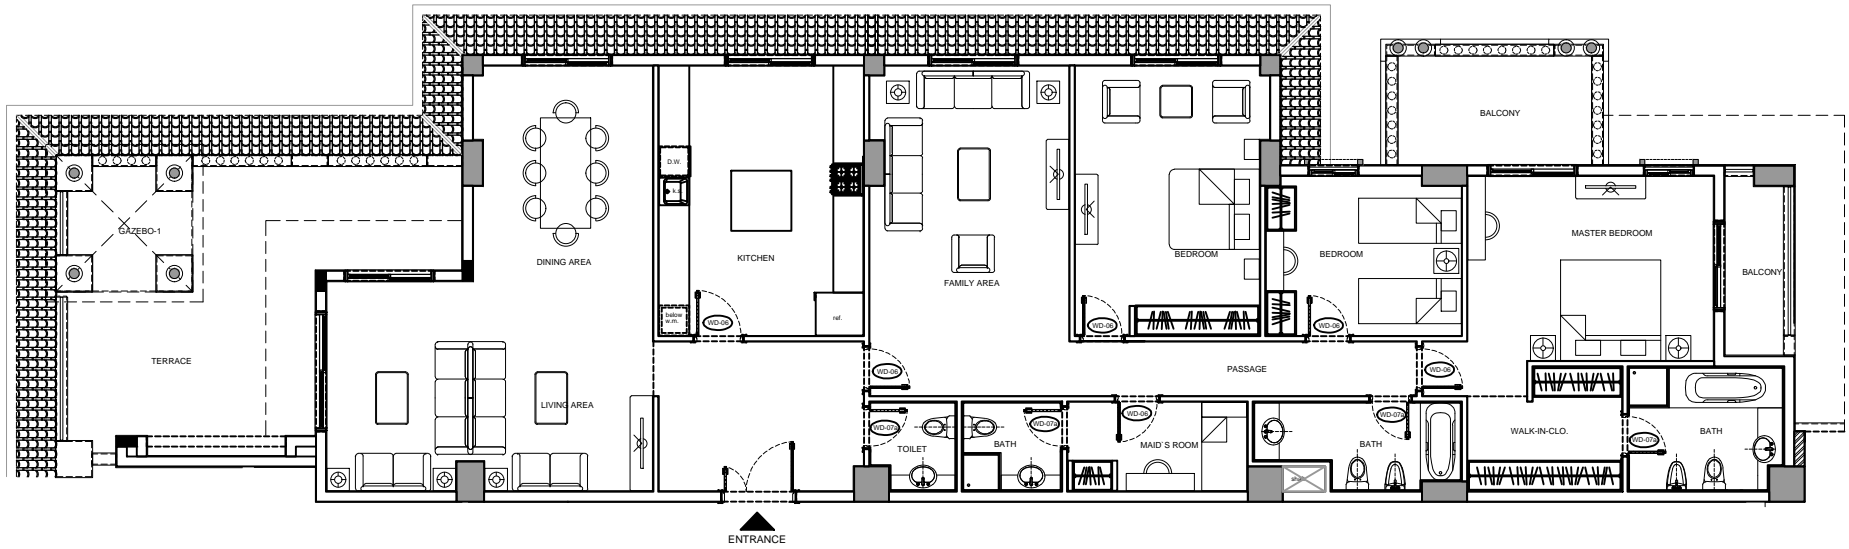 BALCONY
D.W.
k.s.
GAZEBO-1
MASTER BEDROOM
DINING AREA
KITCHEN
BEDROOM
BEDROOM
FAMILY AREA
BALCONY
below
w.m.
WD-06
ref.
WD-06
WD-06
TERRACE
WD-06
PASSAGE
WD-06
LIVING AREA
WD-07a
WD-07a
WD-06
WD-07a
WALK-IN-CLO.
BATH
WD-07a
TOILET
BATH
MAID`S ROOM
BATH
shaft
ENTRANCE